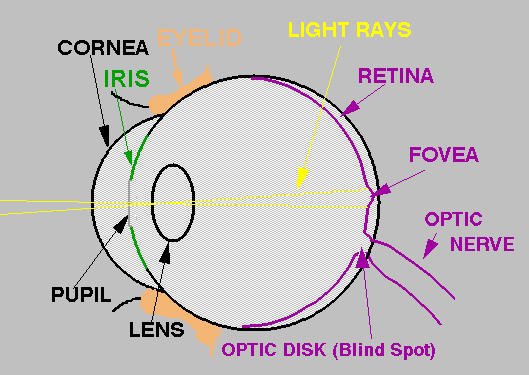 EYELID
LIGHT RAYS
CORNEA
IRIS
RETINA
FOVEA
OPTIC
NERVE
PUPIL
LENS
OPTIC DISK (Blind Spot)